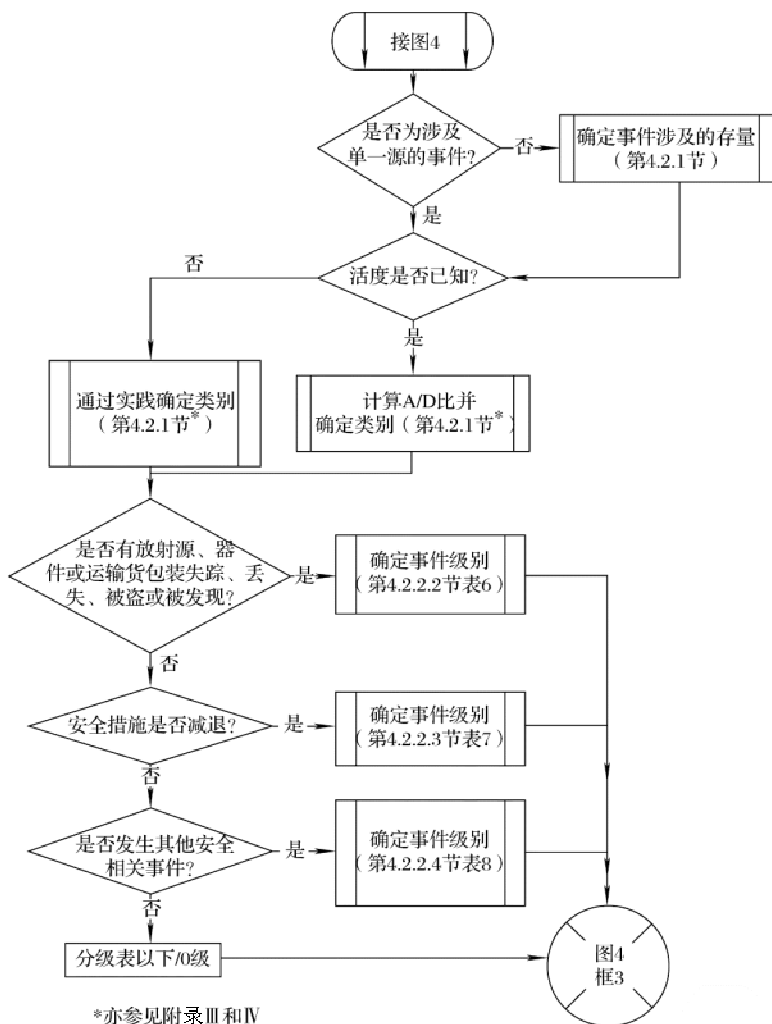 接图4
是否为涉及
单一源的事件?
否
确定事件涉及的存量
(第4.2.1节)
是
否
活度是否已知?
是
通过实践确定类别
(第4.2.1节*)
计算A/D比并
确定类别(第4.2.1节*)
是否有放射源、器
件或运输货包装失踪、丢
失、被盗或被发现?
是
确定事件级别
(第4.2.2.2节表6)
否
安全措施是否减退?
是
确定事件级别
(第4.2.2.3节表7)
否
是否发生其他安全
相关事件?
是
确定事件级别
(第4.2.2.4节表8)
否
分级表以下/0级
图4
框3
*亦参见附录Ⅲ和Ⅳ